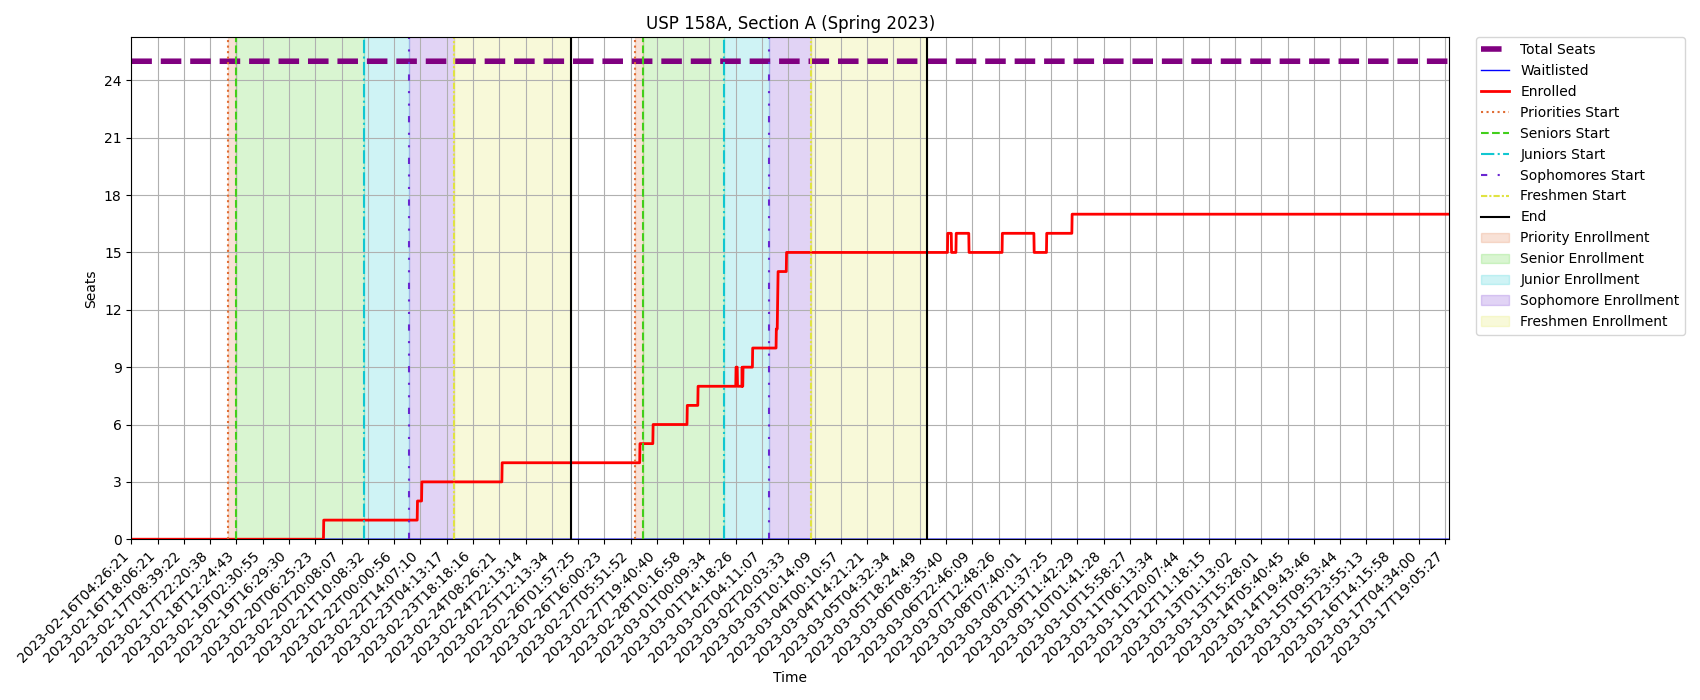 USP 158A, Section A (Spring 2023)
Seats
24
21
18
15
12
9
6
3
0
2023-02-16T04:26:21
2023-02-16T18:06:21
2023-02-17T08:39:22
2023-02-17T22:20:38
2023-02-18T12:24:43
2023-02-19T02:30:55
2023-02-19T16:29:30
2023-02-20T06:25:23
2023-02-20T20:08:07
2023-02-21T10:08:32
2023-02-22T00:00:56
2023-02-22T14:07:10
2023-02-23T04:13:17
2023-02-23T18:18:16
2023-02-24T08:26:21
2023-02-24T22:13:14
2023-02-25T12:13:34
2023-02-26T01:57:25
2023-02-26T16:00:23
2023-02-27T05:51:52
2023-02-27T19:40:40
2023-02-28T10:16:58
2023-03-01T00:09:34
2023-03-01T14:18:20
2023-03-02T04:11:07
2023-03-02T20:03:33
2023-03-03T10:14:09
2023-03-04T00:10:57
2023-03-04T14:21:21
2023-03-05T04:32:34
2023-03-05T18:24:49
2023-03-06T08:35:40
2023-03-06T22:46:09
2023-03-07T12:48:26
2023-03-08T07:40:01
2023-03-08T21:37:25
2023-03-09T11:42:29
2023-03-10T01:41:28
2023-03-10T15:58:27
2023-03-11T06:13:34
2023-03-11T20:07:44
2023-03-12T11:18:15
2023-03-13T01:13:02
2023-03-13T15:28:01
2023-03-14T05:40:45
2023-03-14T19:43:46
2023-03-15T09:53:44
2023-03-15T23:55:13
2023-03-16T14:15:58
2023-03-17T04:34:00
2023-03-17T19:05:27
Time
Total Seats
Waitlisted
Enrolled
Priorities Start
Seniors Start
Juniors Start
Sophomores Start
Freshmen Start
End
Priority Enrollment
Senior Enrollment
Junior Enrollment
Sophomore Enrollment
Freshmen Enrollment